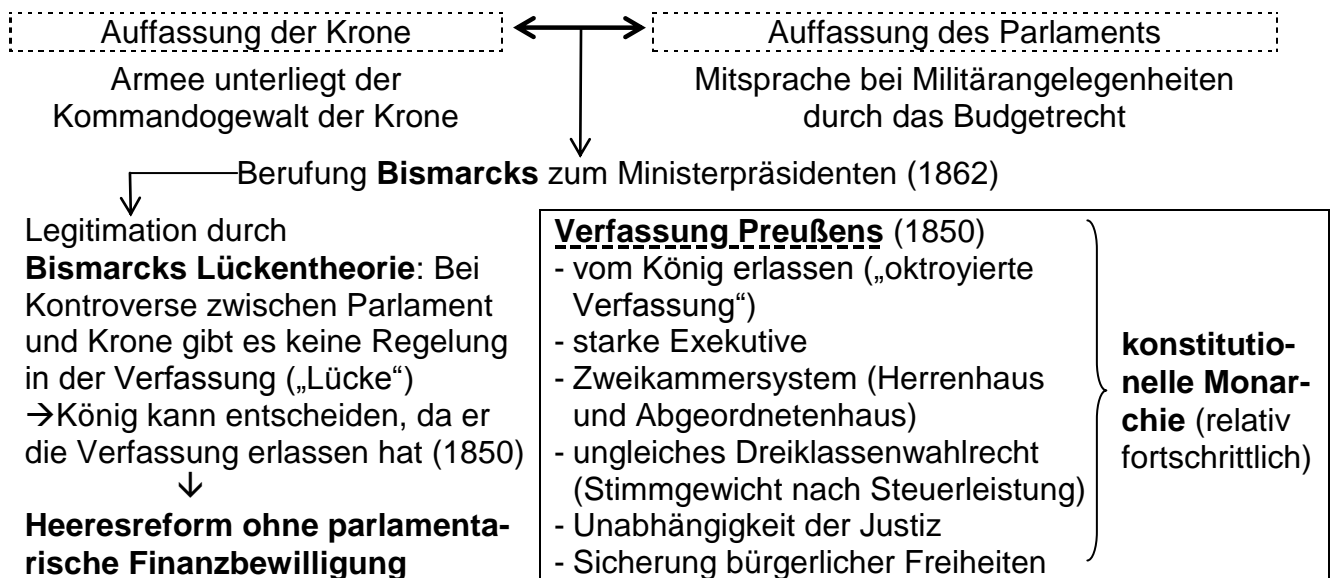 Auffassung der Krone
Auffassung des Parlaments
Armee unterliegt der
Kommandogewalt der Krone
Mitsprache bei Militärangelegenheiten
durch das Budgetrecht
Berufung Bismarcks zum Ministerpräsidenten (1862)
Legitimation durch
Bismarcks Lückentheorie: Bei
Kontroverse zwischen Parlament
und Krone gibt es keine Regelung
in der Verfassung („Lücke“)
→König kann entscheiden, da er
die Verfassung erlassen hat (1850)
Heeresreform ohne parlamenta-
rische Finanzbewilligung
Verfassung Preußens (1850)
- vom König erlassen („oktroyierte
Verfassung“)
- starke Exekutive
- Zweikammersystem (Herrenhaus
und Abgeordnetenhaus)
- ungleiches Dreiklassenwahlrecht
(Stimmgewicht nach Steuerleistung)
- Unabhängigkeit der Justiz
- Sicherung bürgerlicher Freiheiten
konstitutio-
nelle Monar-
chie (relativ
fortschrittlich)